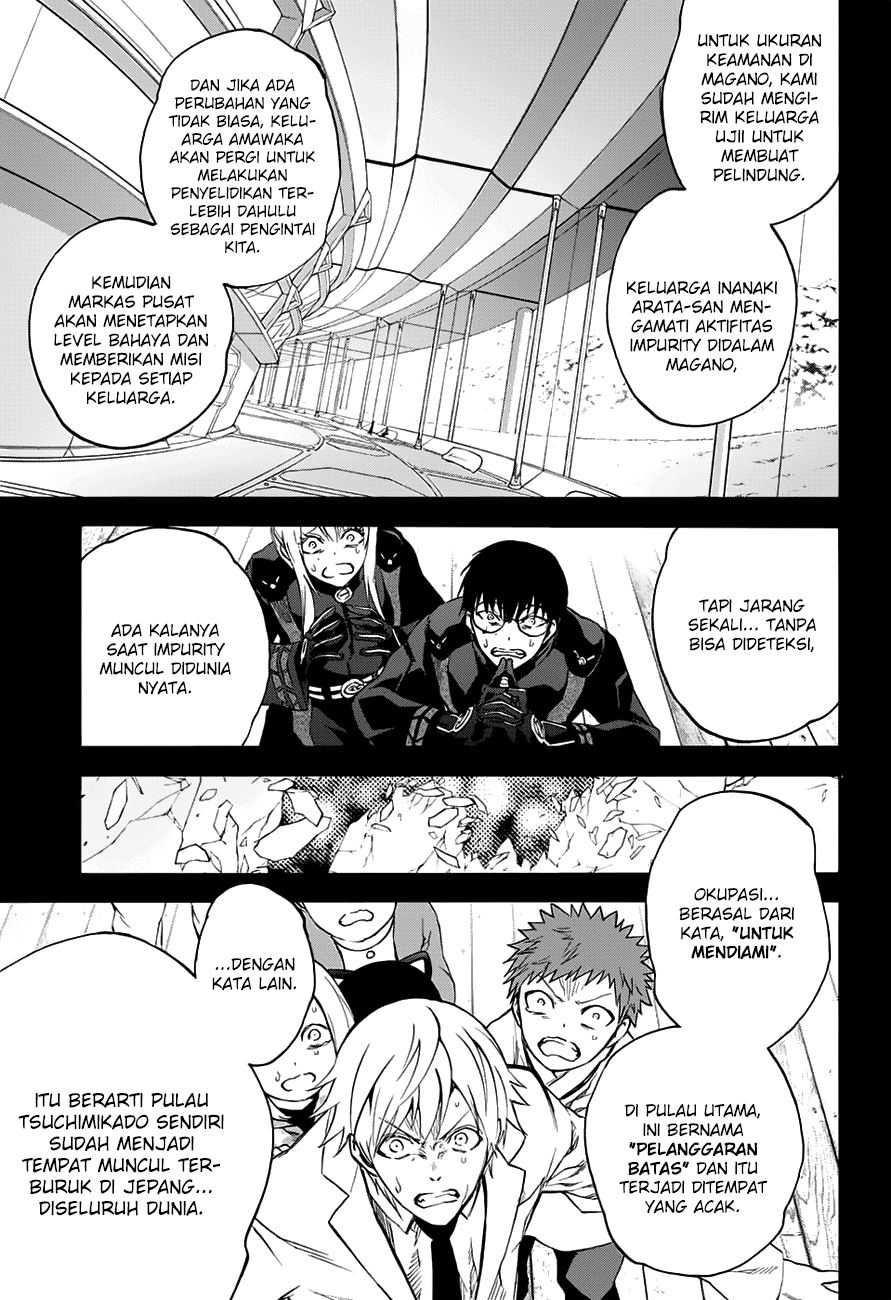 UNTUK UKURAN
KEAMANAN DI
MAGANO, KAMI
SUDAH MENGI-
RIM KELUARGA
UJII UNTUK
MEMBUAT
PELINDUNG.
KELUARGA INANAKI
ARATA-SAN MEN-
GAMATI AKTIFITAS
IMPURITY DIDALAM
MAGANO,
DAN JIKA ADA
PERUBAHAN YANG
TIDAK BIASA, KELU-
ARGA AMAWAKA
AKAN PERGI UNTUK
MELAKUKAN
PENYELIDIKAN TER-
LEBIH DAHULU
SEBAGAI PENGINTAI
KITA.
KEMUDIAN
MARKAS PUSAT
AKAN MENETAPKAN
LEVEL BAHAYA DAN
MEMBERIKAN MISI
KEPADA SETIAP
KELUARGA.
TAPI JARANG
SEKALI... TANPA
BISA DIDETEKSI,
ADA KALANYA
SAAT IMPURITY
MUNCUL DIDUNIA
NYATA.
OKUPASI...
BERASAL DARI
KATA, "UNTUK
MENDIAMI".
DI PULAU UTAMA,
INI BERNAMA
"PELANGGARAN
BATAS" DAN ITU
TERJADI DITEMPAT
YANG ACAK.
...DENGAN
KATA LAIN.
ITU BERARTI PULAU
TSUCHIMIKADO SENDIRI
SUDAH MENJADI
TEMPAT MUNCUL TER-
BURUK DI JEPANG...
DISELURUH DUNIA.